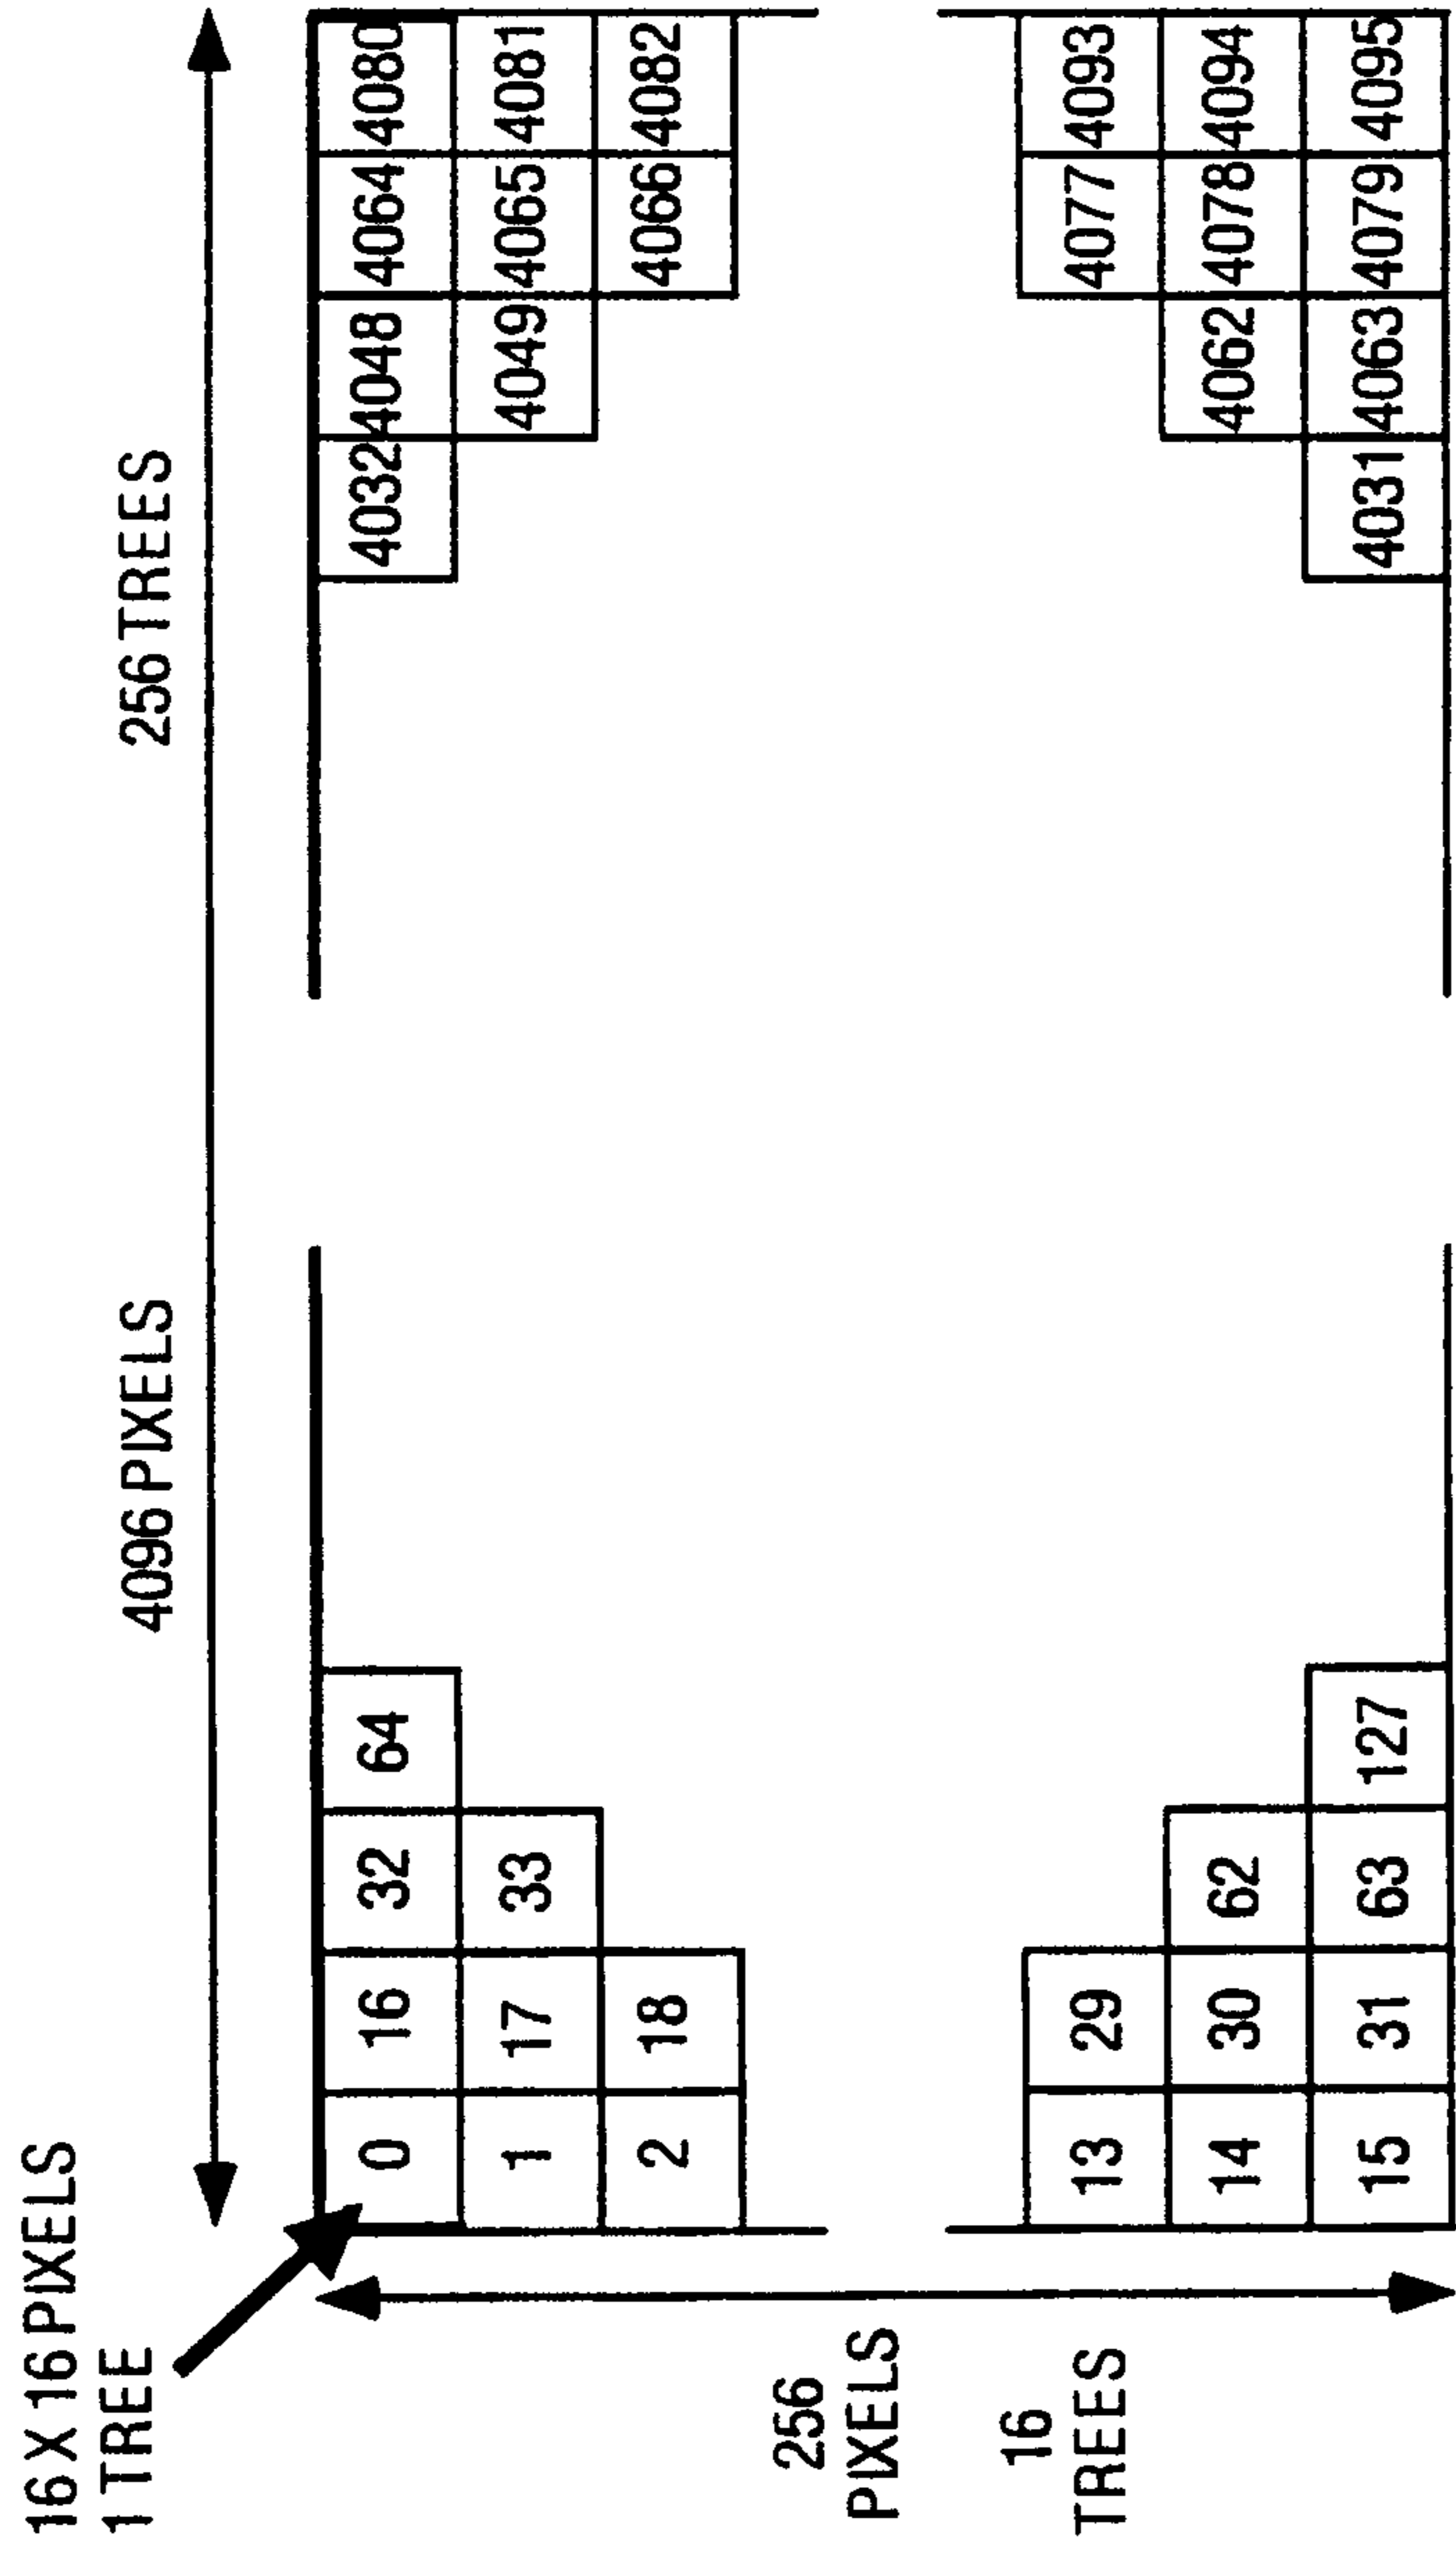 16 X 16 PIXELS
1 TREE
4096 PIXELS
256 TREES
256
PIXELS
16
TREES
0 16 32 64
1 17 33
2 18
4032 4048 4064 4080
4049 4065 4081
4066 4082
13 29
14 30 62
15 31 63 127
4077 4093
4062 4078 4094
4031 4063 4079 4095